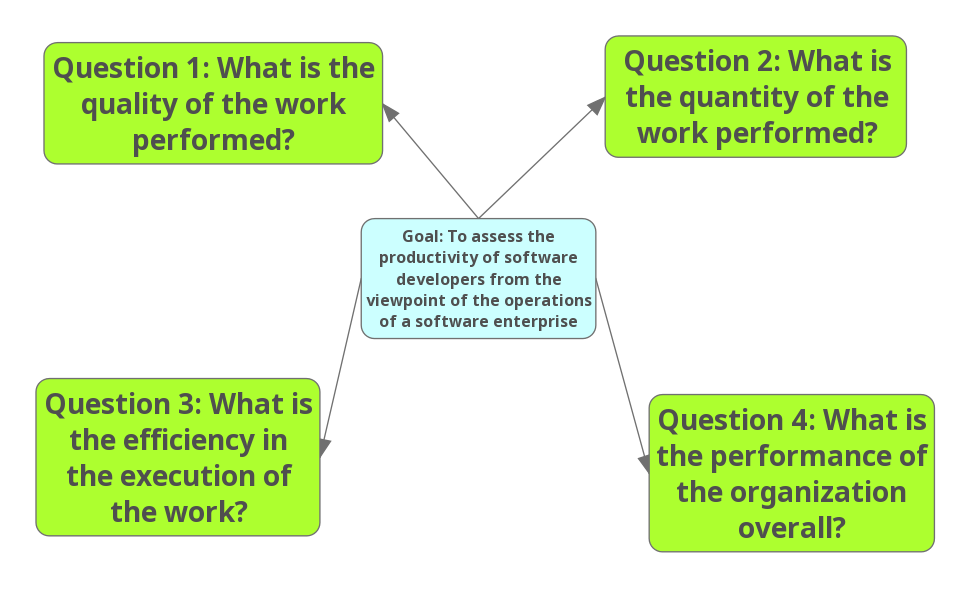 Question 1: What is the
quality of the work
performed?
Question 2: What is
the quantity of the
work performed?
Goal: To assess the
productivity of software
developers from the
viewpoint of the operations
of a software enterprise
Question 3: What is
the efficiency in
the execution of
the work?
Question 4: What is
the performance of
the organization
overall?